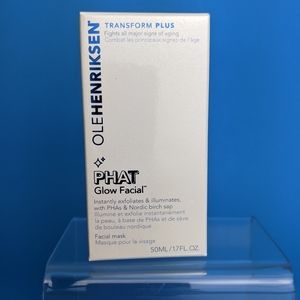 OLEHENRIKSEN
TRANSFORM PLUS
Fights all major signs of aging
Combat les principaux signes de l'âge
PHAT
Glow Facial™
Instantly exfoliates & illuminates,
with PHAs & Nordic birch sap
Illumine et exfolie instantanément
la peau, à base de PHAs et de sève
de bouleau nordique
Facial mask
Masque pour le visage
50ML / 1.7FL. OZ.